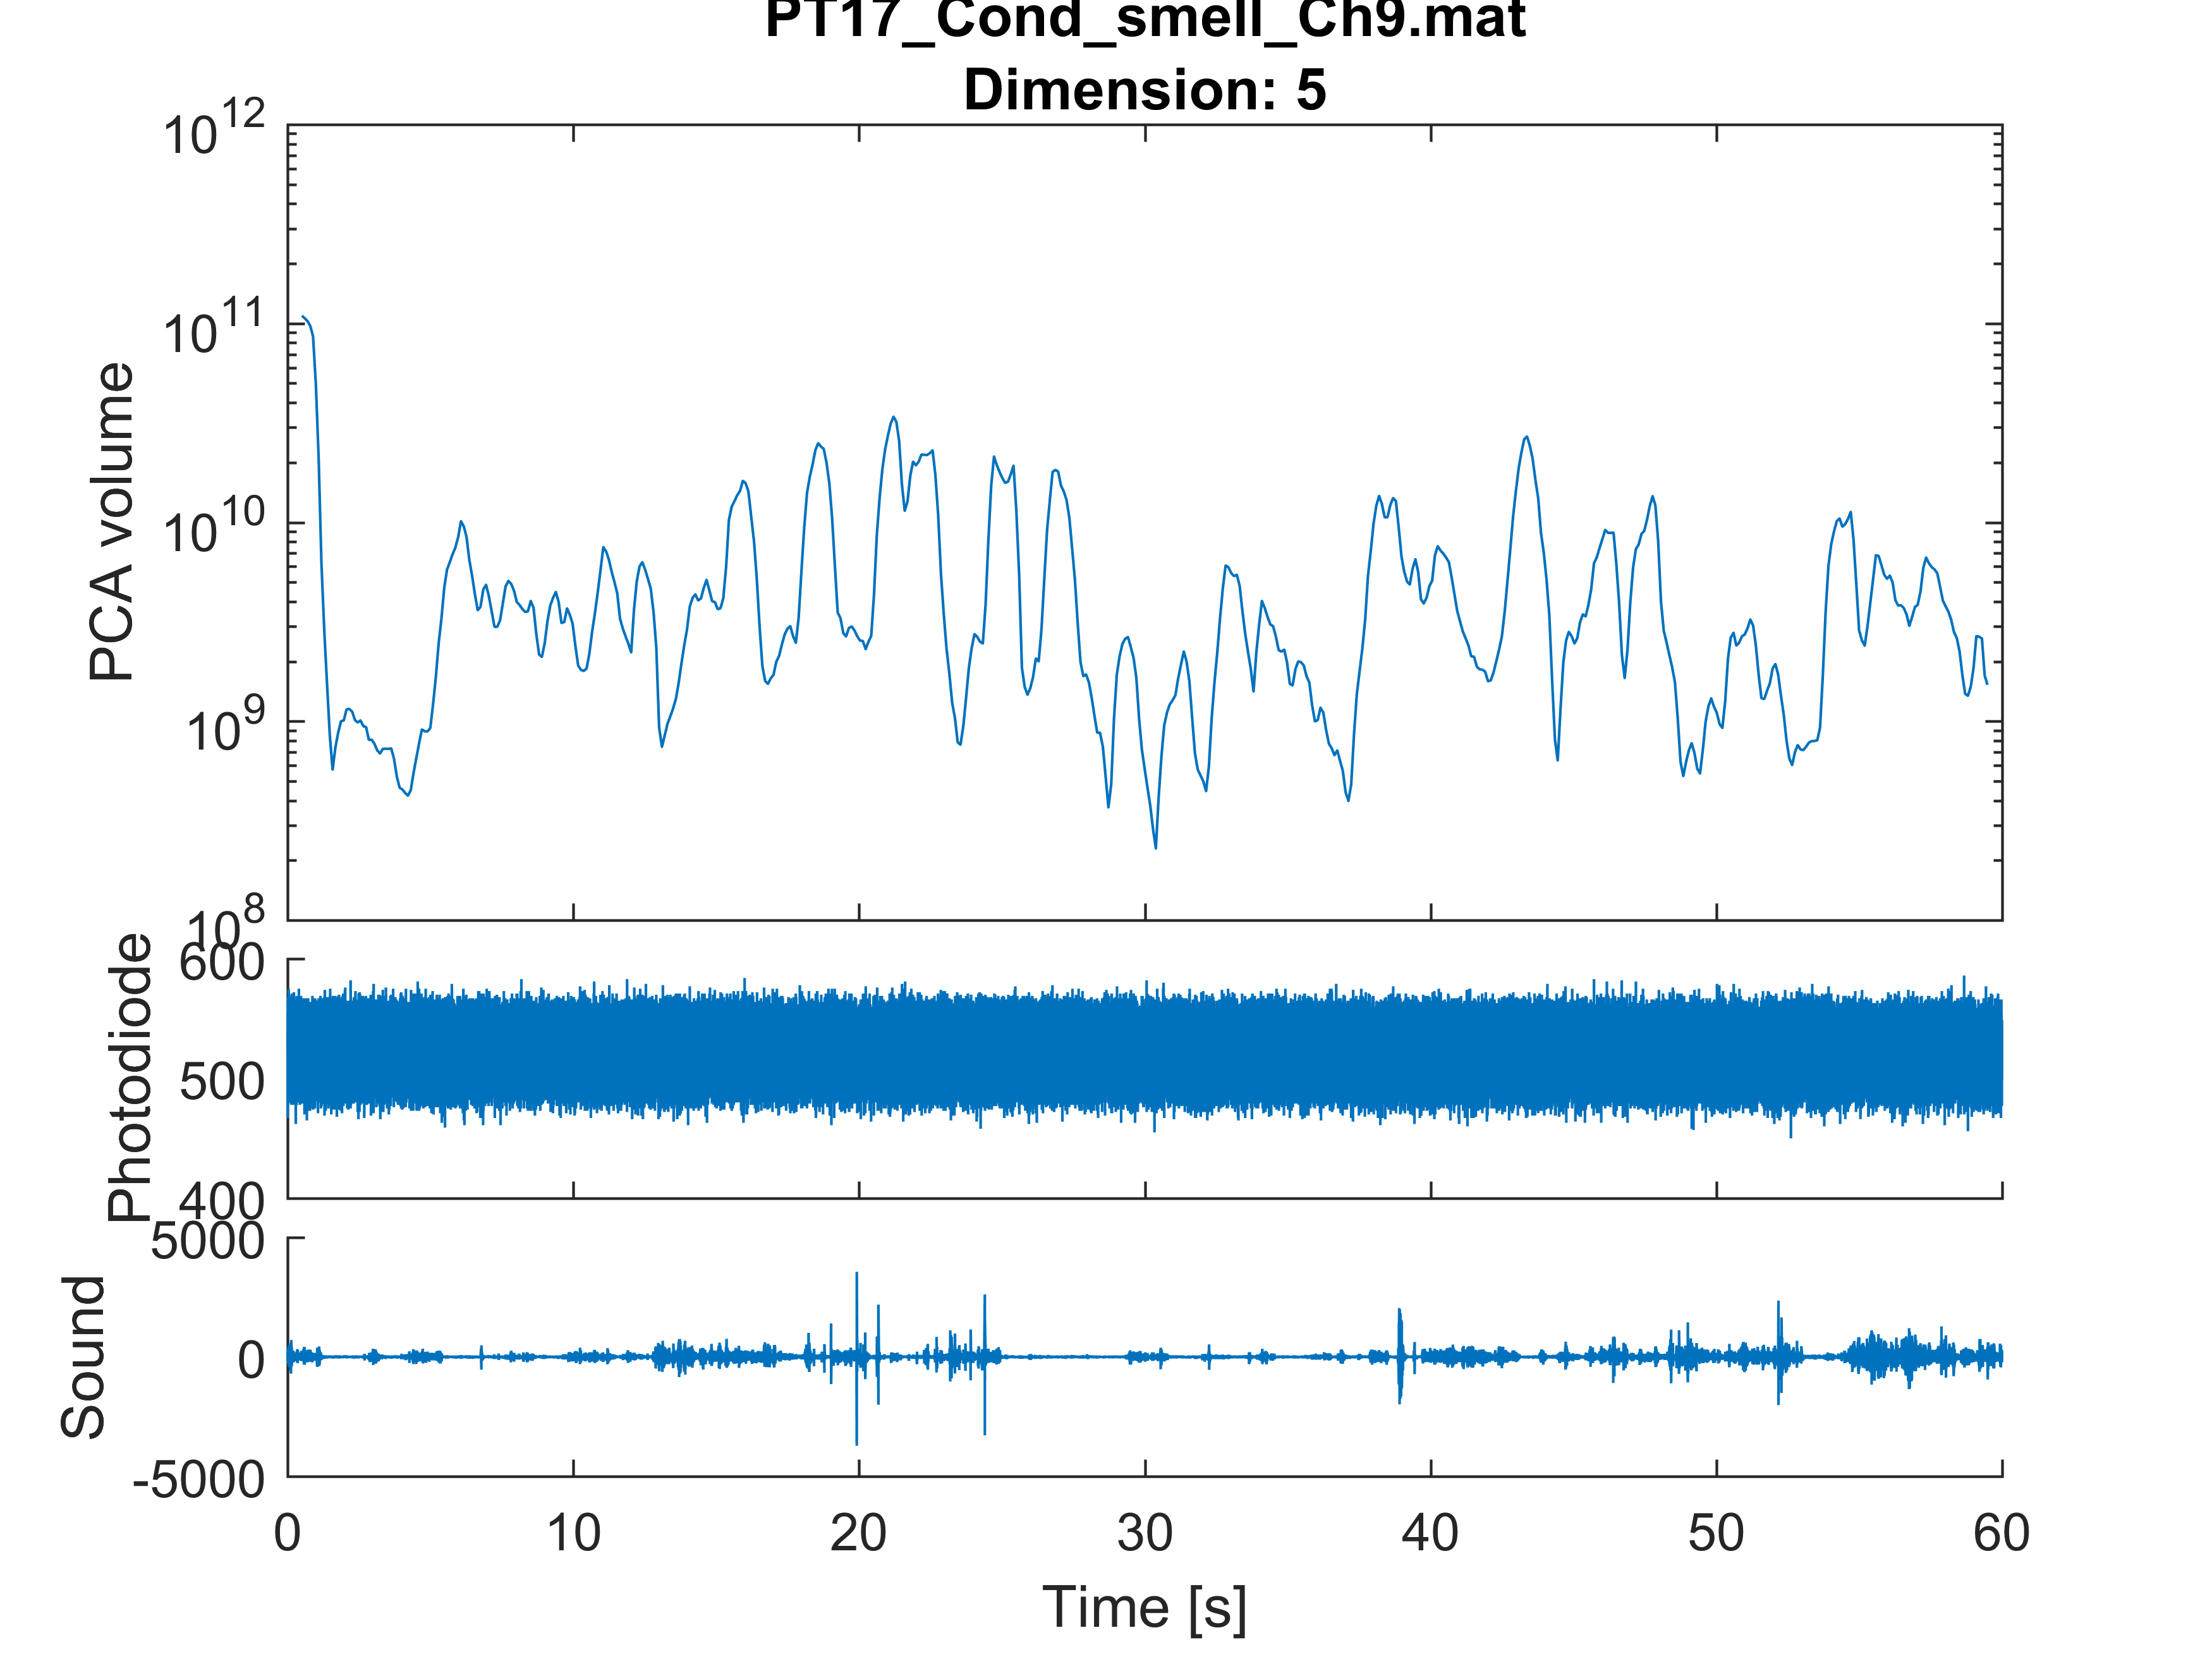 PT17_Cond_smell_Ch9.mat
Dimension: 5
10^12
10^11
10^10
10^9
10^8
PCA volume
600
500
400
Photodiode
5000
0
-5000
Sound
0 10 20 30 40 50 60
Time [s]